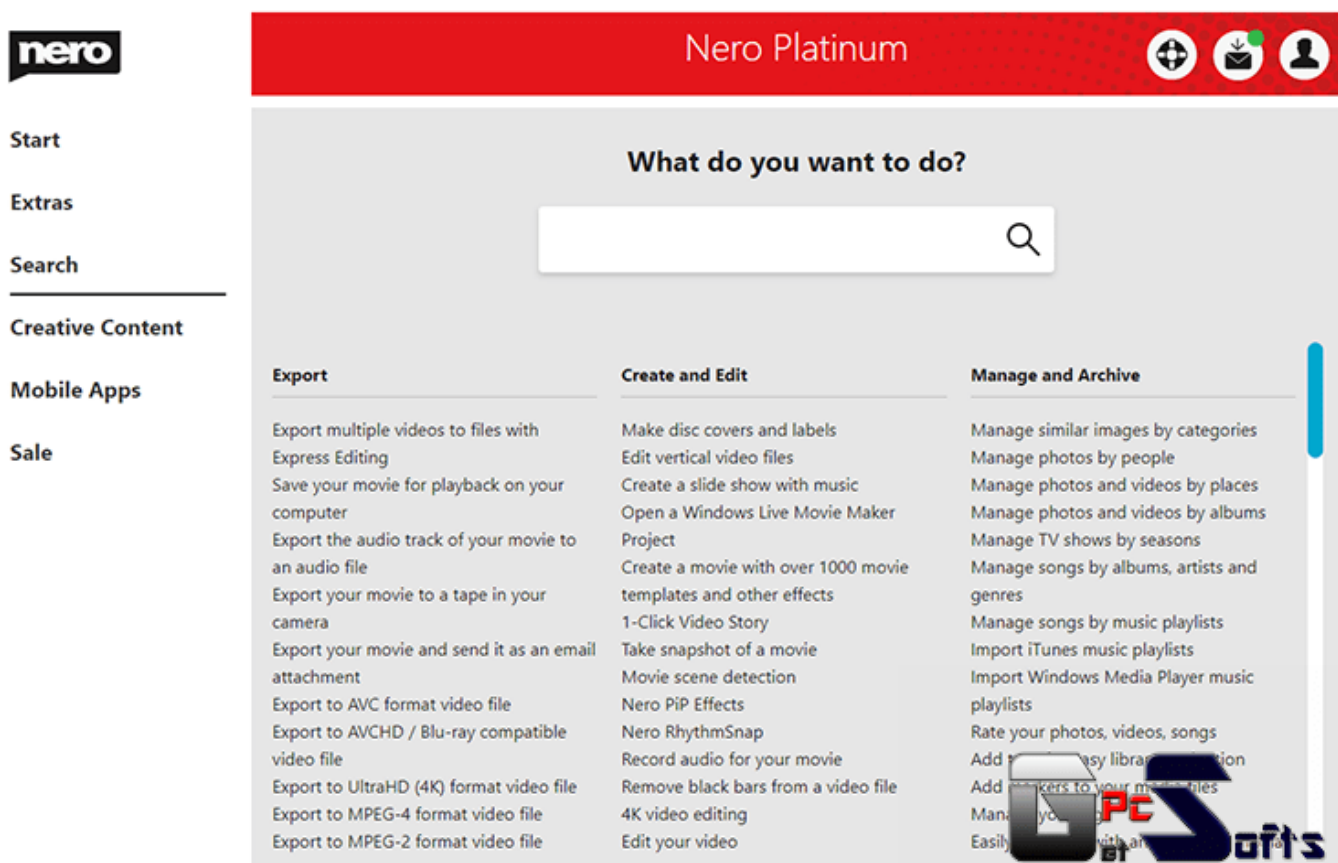 nero
Nero Platinum
Start
Extras
Search
Creative Content
Mobile Apps
Sale
What do you want to do?
Export
Export multiple videos to files with
Express Editing
Save your movie for playback on your
computer
Export the audio track of your movie to
an audio file
Export your movie to a tape in your
camera
Export your movie and send it as an email
attachment
Export to AVC format video file
Export to AVCHD / Blu-ray compatible
video file
Export to UltraHD (4K) format video file
Export to MPEG-4 format video file
Export to MPEG-2 format video file
Create and Edit
Make disc covers and labels
Edit vertical video files
Create a slide show with music
Open a Windows Live Movie Maker
Project
Create a movie with over 1000 movie
templates and other effects
1-Click Video Story
Take snapshot of a movie
Movie scene detection
Nero PiP Effects
Nero RhythmSnap
Record audio for your movie
Remove black bars from a video file
4K video editing
Edit your video
Manage and Archive
Manage similar images by categories
Manage photos by people
Manage photos and videos by places
Manage photos and videos by albums
Manage TV shows by seasons
Manage songs by albums, artists and
genres
Manage songs by music playlists
Import iTunes music playlists
Import Windows Media Player music
playlists
Rate your photos, videos, songs
Add
Add to your files
Easily
Get Pc Softs